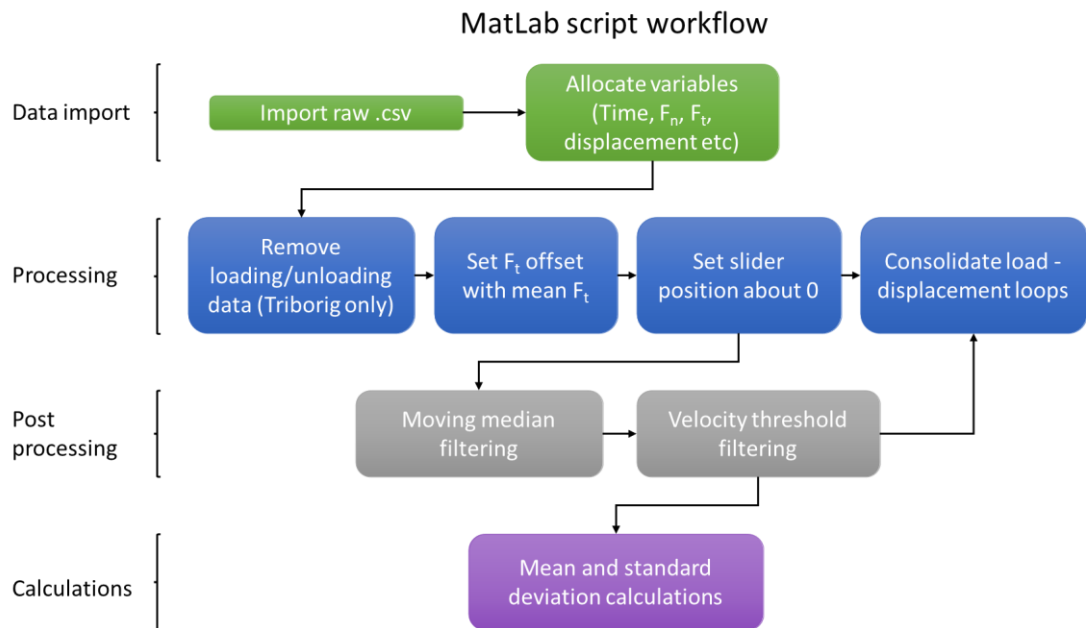 MatLab script workflow
Data import
Import raw .csv
Allocate variables
(Time, Fn, Ft,
displacement etc)
Processing
Remove
loading/unloading
data (Triborig only)
Set Ft offset
with mean Ft
Set slider
position about 0
Consolidate load -
displacement loops
Post
processing
Moving median
filtering
Velocity threshold
filtering
Calculations
Mean and standard
deviation calculations